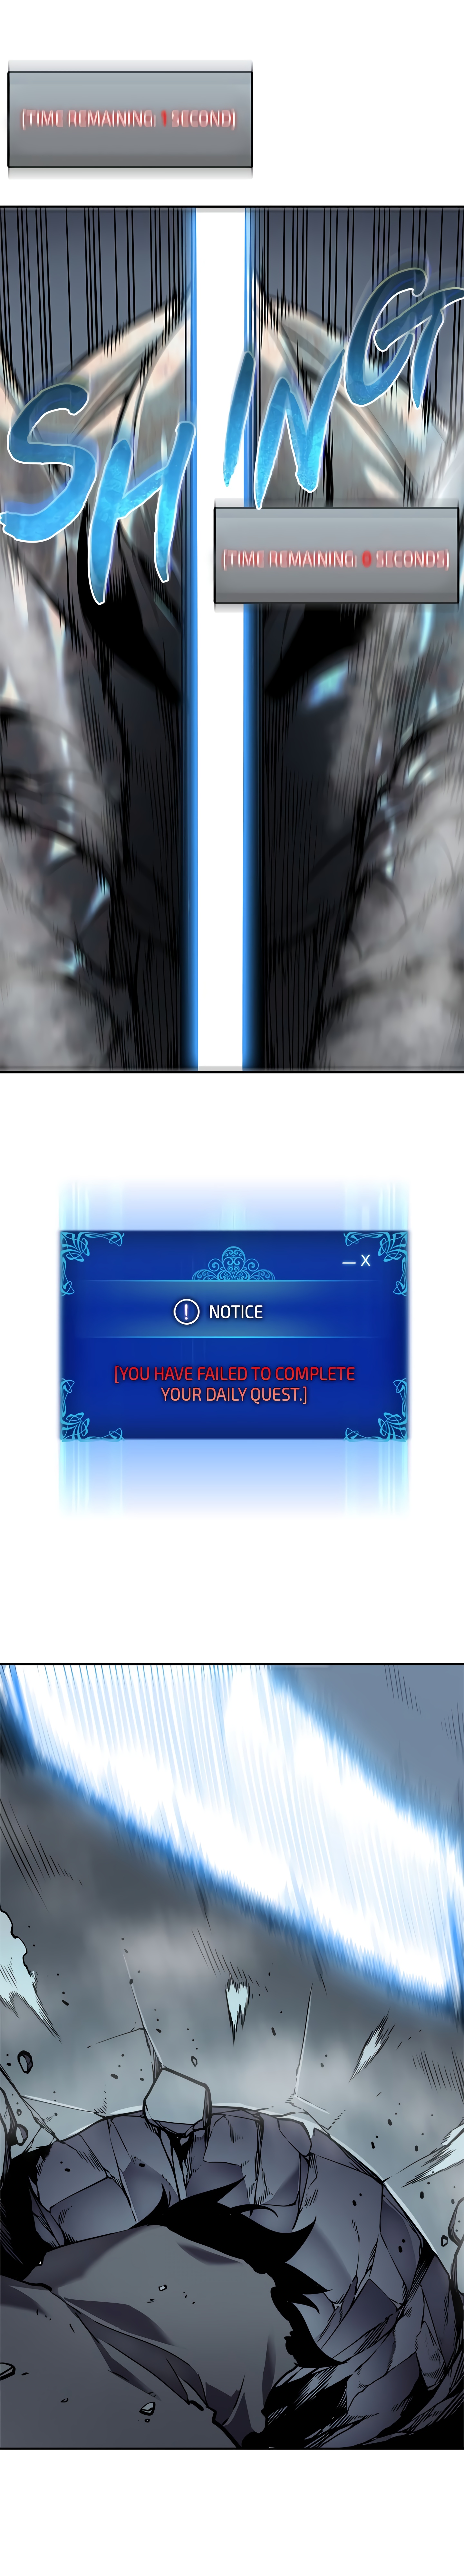 [TIME REMAINING: 1 SECOND]
SHING
[TIME REMAINING: 0 SECONDS]
— X
! NOTICE
[YOU HAVE FAILED TO COMPLETE
YOUR DAILY QUEST.]